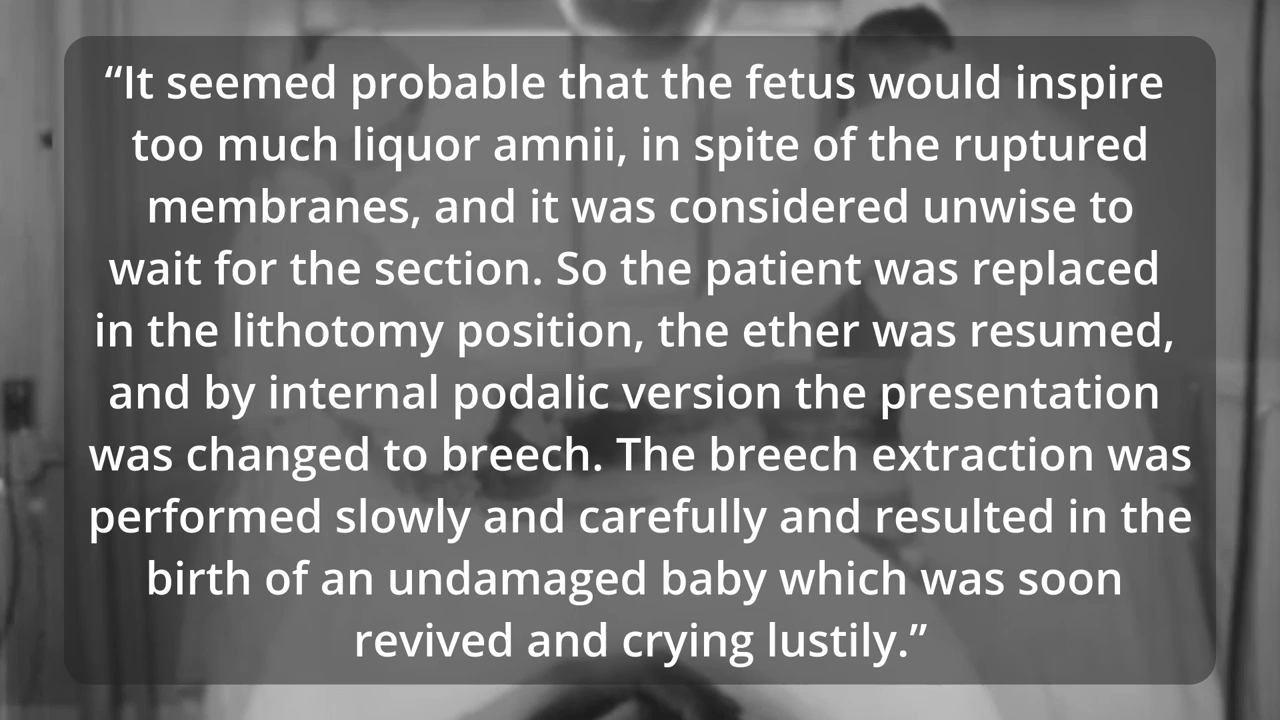 “It seemed probable that the fetus would inspire
too much liquor amnii, in spite of the ruptured
membranes, and it was considered unwise to
wait for the section. So the patient was replaced
in the lithotomy position, the ether was resumed,
and by internal podalic version the presentation
was changed to breech. The breech extraction was
performed slowly and carefully and resulted in the
birth of an undamaged baby which was soon
revived and crying lustily.”